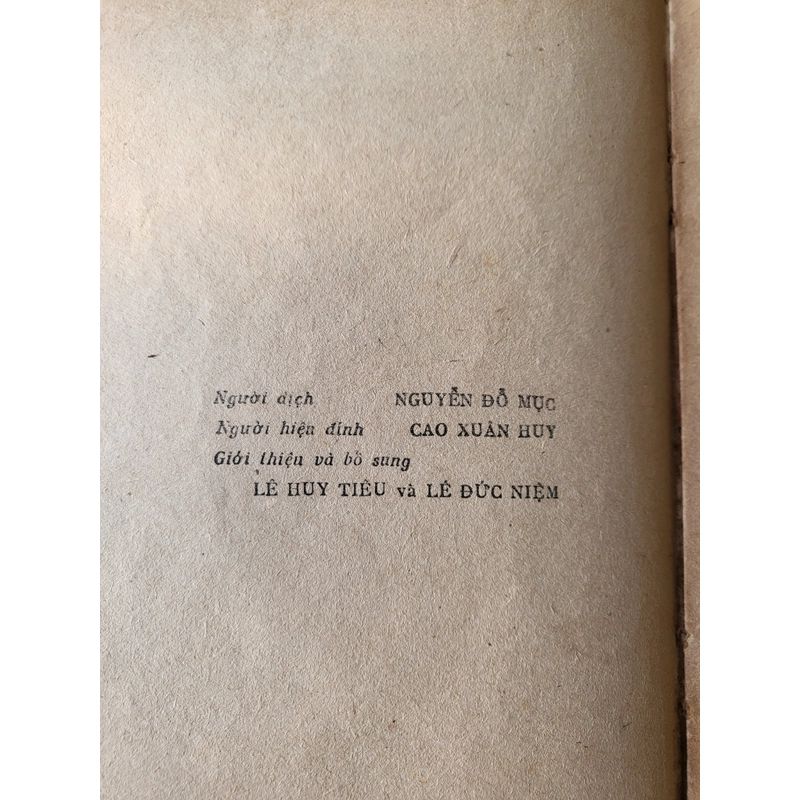 Người dịch NGUYỄN ĐỖ MỤC
Người hiệu đính CAO XUÂN HUY
Giới thiệu và bổ sung
LÊ HUY TIÊU và LÊ ĐỨC NIỆM